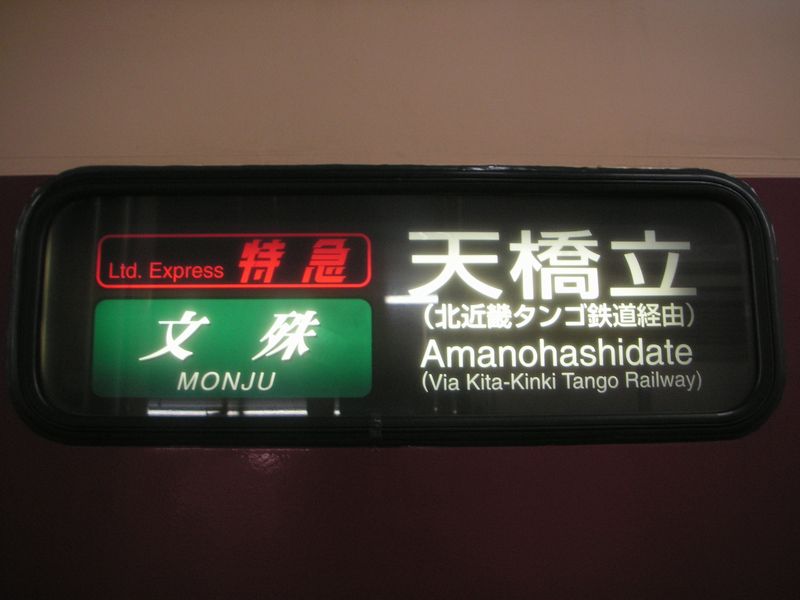 Ltd. Express 特急
文殊
MONJU
天橋立
(北近畿タンゴ鉄道経由)
Amanohashidate
(Via Kita-Kinki Tango Railway)